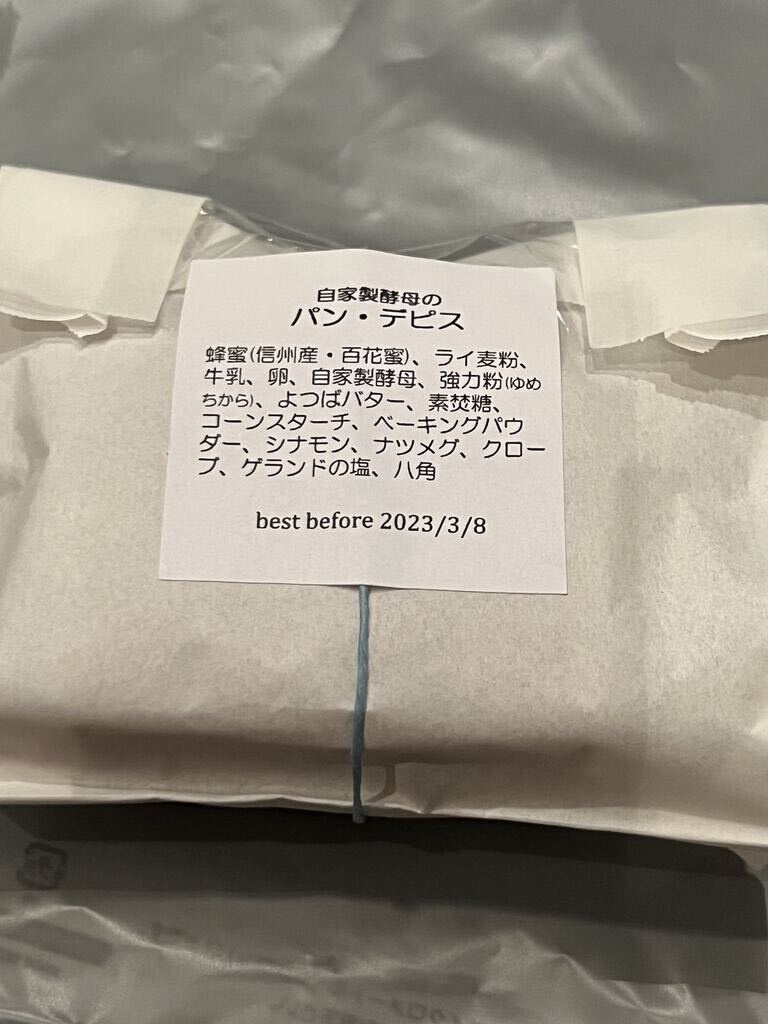 自家製酵母の
パン・デピス
蜂蜜(信州産・百花蜜)、ライ麦粉、
牛乳、卵、自家製酵母、強力粉(ゆめ
ちから)、よつばバター、素焚糖、
コーンスターチ、ベーキングパウ
ダー、シナモン、ナツメグ、クロー
ブ、ゲランドの塩、八角
best before 2023/3/8